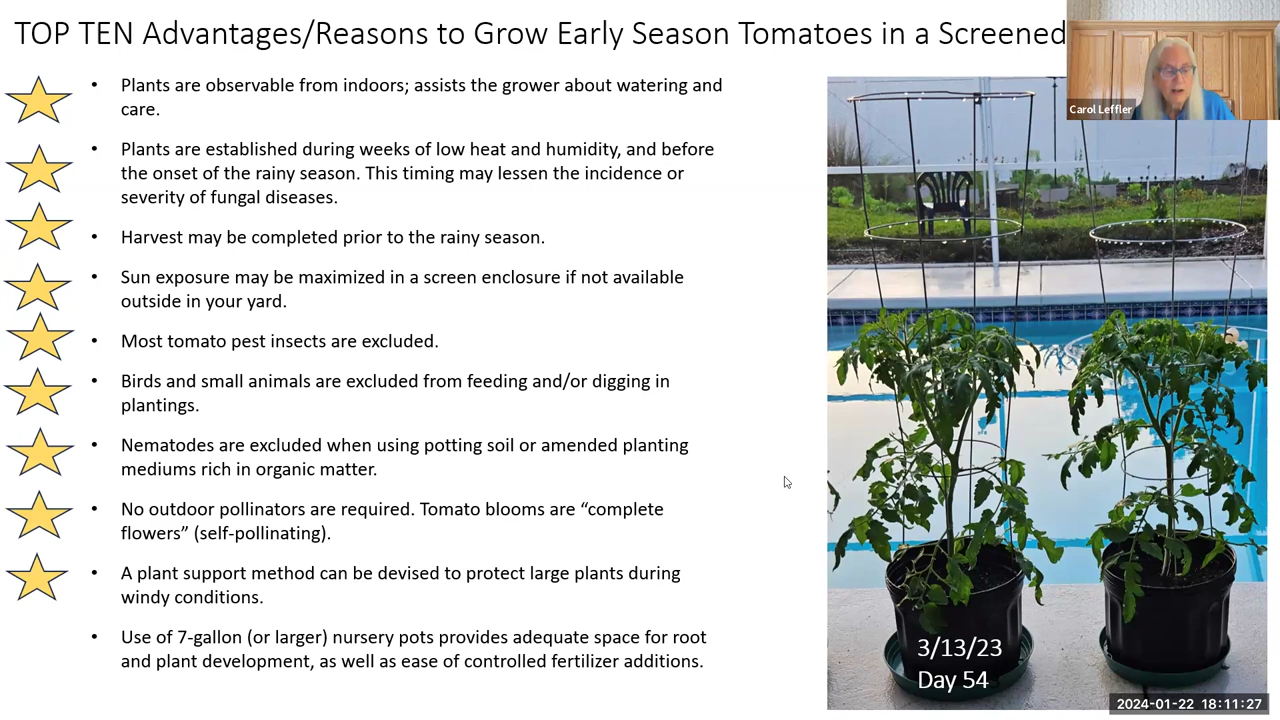 TOP TEN Advantages/Reasons to Grow Early Season Tomatoes in a Screened
Carol Leffler
• Plants are observable from indoors; assists the grower about watering and
care.
• Plants are established during weeks of low heat and humidity, and before
the onset of the rainy season. This timing may lessen the incidence or
severity of fungal diseases.
• Harvest may be completed prior to the rainy season.
• Sun exposure may be maximized in a screen enclosure if not available
outside in your yard.
• Most tomato pest insects are excluded.
• Birds and small animals are excluded from feeding and/or digging in
plantings.
• Nematodes are excluded when using potting soil or amended planting
mediums rich in organic matter.
• No outdoor pollinators are required. Tomato blooms are “complete
flowers” (self-pollinating).
• A plant support method can be devised to protect large plants during
windy conditions.
• Use of 7-gallon (or larger) nursery pots provides adequate space for root
and plant development, as well as ease of controlled fertilizer additions.
3/13/23
Day 54
2024-01-22 18:11:27